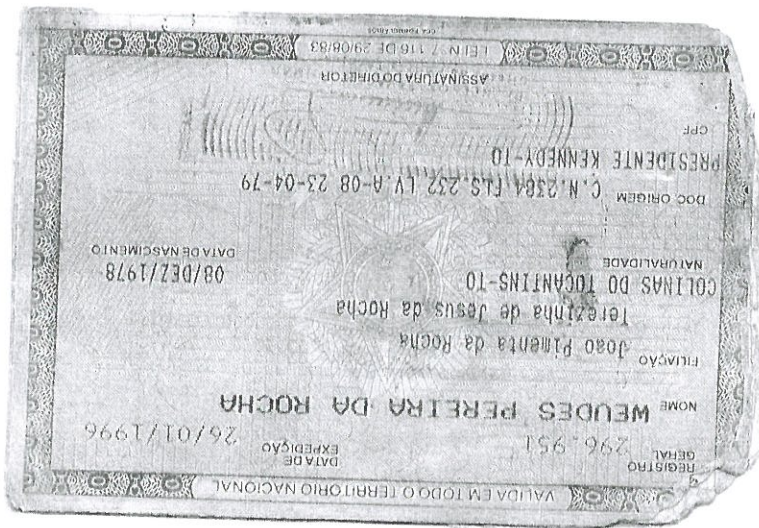 VALIDA EM TODO O TERRITÓRIO NACIONAL
REGISTRO GERAL 296.951 DATA DE EXPEDIÇÃO 26/01/1996
NOME WEUDES PEREIRA DA ROCHA
FILIAÇÃO João Pimenta da Rocha
Terezinha de Jesus da Rocha
COLINAS DO TOCANTINS-TO 08/DEZ/1978
NATURALIDADE DATA DE NASCIMENTO
DOC ORIGEM C.N.2384 FLS.232 LV.A-08 23-04-79
PRESIDENTE KENNEDY-TO
CPF
ASSINATURA DO DIRETOR
LEI Nº 7.116 DE 29/08/83